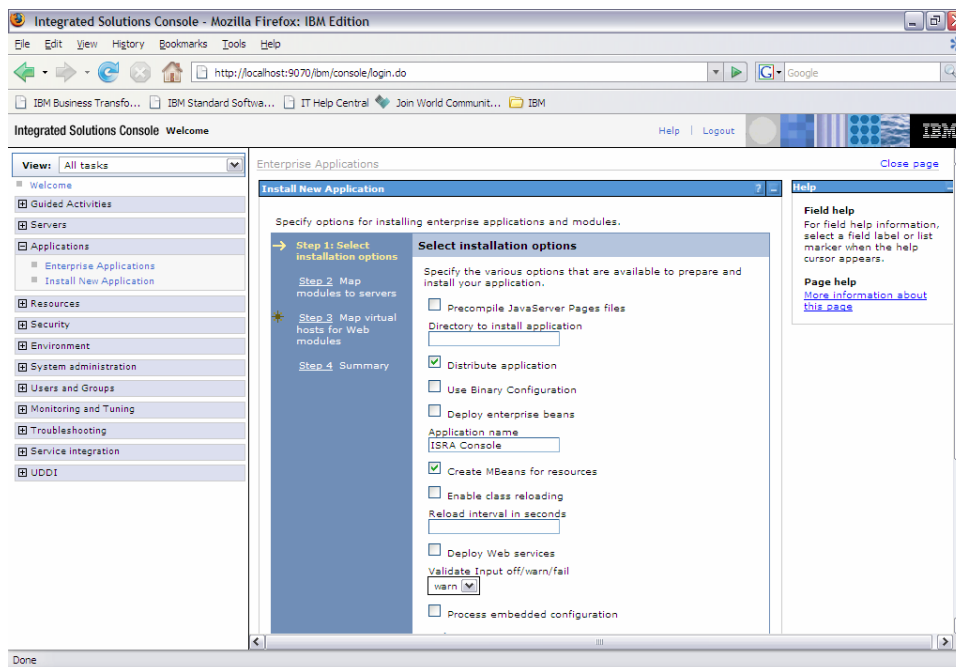 Integrated Solutions Console - Mozilla Firefox: IBM Edition
File Edit View History Bookmarks Tools Help
http://localhost:9070/ibm/console/login.do
Google
IBM Business Transfo... IBM Standard Softwa... IT Help Central Join World Communit... IBM
Integrated Solutions Console Welcome
Help | Logout
IBM
View: All tasks
Welcome
Guided Activities
Servers
Applications
Enterprise Applications
Install New Application
Resources
Security
Environment
System administration
Users and Groups
Monitoring and Tuning
Troubleshooting
Service integration
UDDI
Enterprise Applications
Close page
Install New Application
? –
Specify options for installing enterprise applications and modules.
Step 1: Select
installation options
Step 2 Map
modules to servers
Step 3 Map virtual
hosts for Web
modules
Step 4 Summary
Select installation options
Specify the various options that are available to prepare and
install your application.
Precompile JavaServer Pages files
Directory to install application
Distribute application
Use Binary Configuration
Deploy enterprise beans
Application name
ISRA Console
Create MBeans for resources
Enable class reloading
Reload interval in seconds
Deploy Web services
Validate Input off/warn/fail
warn
Process embedded configuration
Help
Field help
For field help information,
select a field label or list
marker when the help
cursor appears.
Page help
More information about
this page
Done